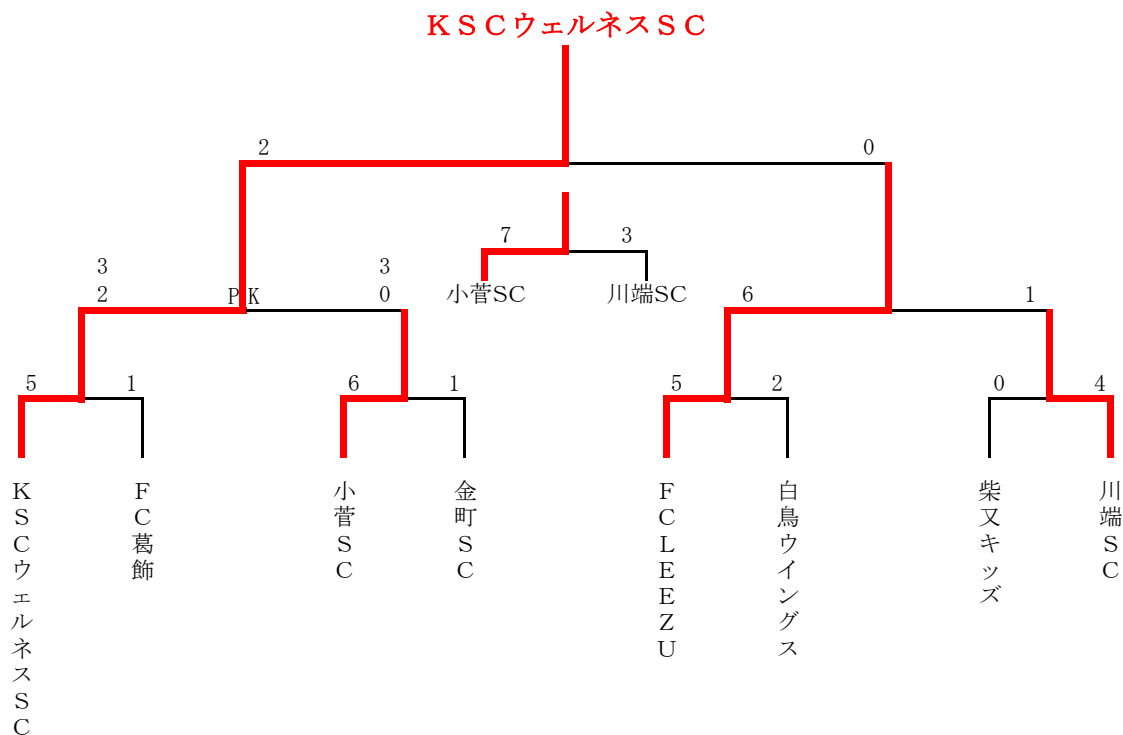 ＫＳＣウェルネスＳＣ
2 0
7 3
小菅SC 川端SC
3 3
2 PK 0 6 1
5 1 6 1 5 2 0 4
ＫＳＣウェルネスＳＣ
ＦＣ葛飾
小菅ＳＣ
金町ＳＣ
ＦＣＬＥＥＺＵ
白鳥ウイングス
柴又キッズ
川端ＳＣ